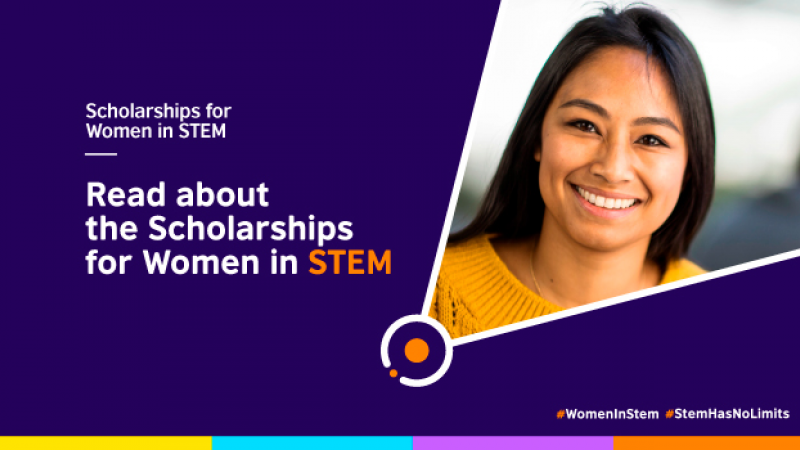 Scholarships for
Women in STEM
Read about
the Scholarships
for Women in STEM
#WomenInStem #StemHasNoLimits